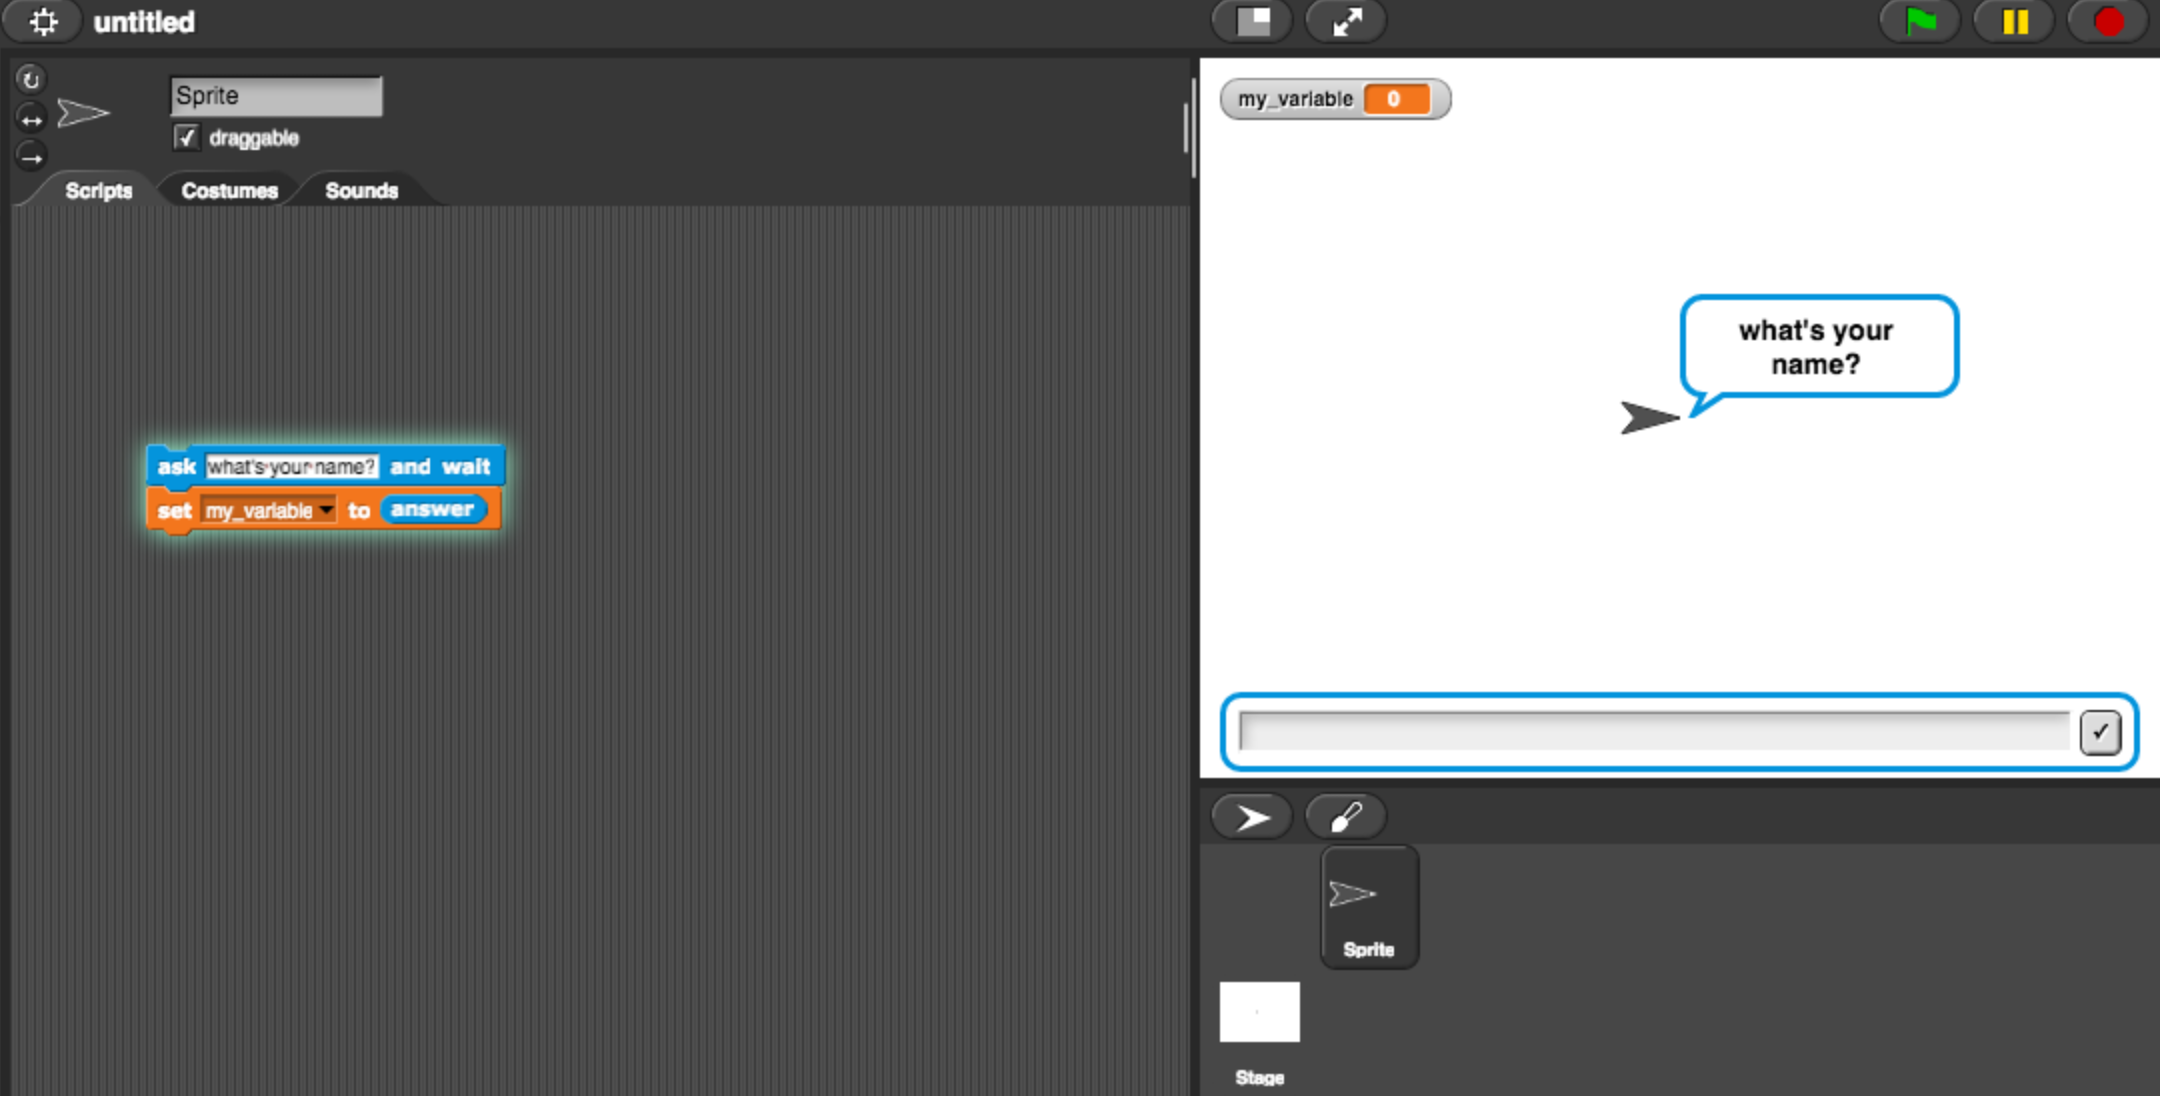 untitled
Sprite
draggable
Scripts Costumes Sounds
ask what's your name? and wait
set my_variable to answer
my_variable 0
what's your
name?
Sprite
Stage